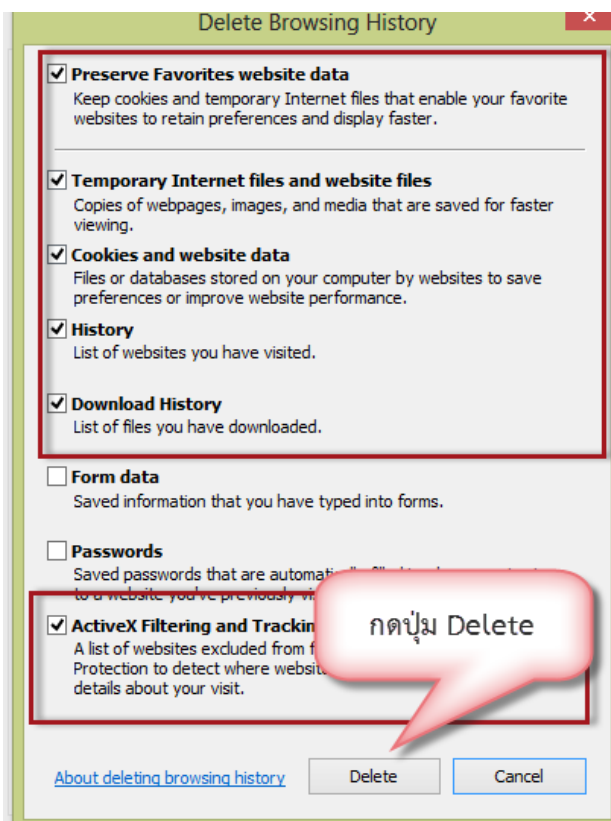 Delete Browsing History
Preserve Favorites website data
Keep cookies and temporary Internet files that enable your favorite
websites to retain preferences and display faster.
Temporary Internet files and website files
Copies of webpages, images, and media that are saved for faster
viewing.
Cookies and website data
Files or databases stored on your computer by websites to save
preferences or improve website performance.
History
List of websites you have visited.
Download History
List of files you have downloaded.
Form data
Saved information that you have typed into forms.
Passwords
Saved passwords that are
to a website you've previously
ActiveX Filtering and
A list of websites excluded from
Protection to detect where
details about your visit.
กดปุ่ม Delete
About deleting browsing history
Delete
Cancel